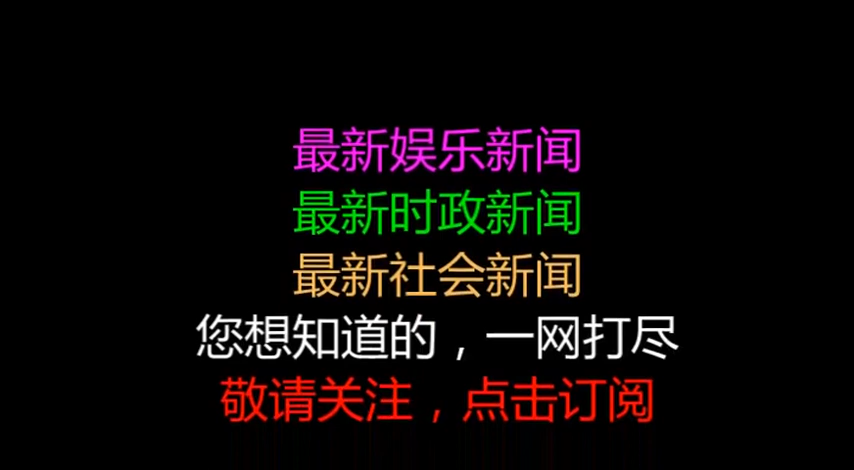 最新娱乐新闻
最新时政新闻
最新社会新闻
您想知道的，一网打尽
敬请关注，点击订阅